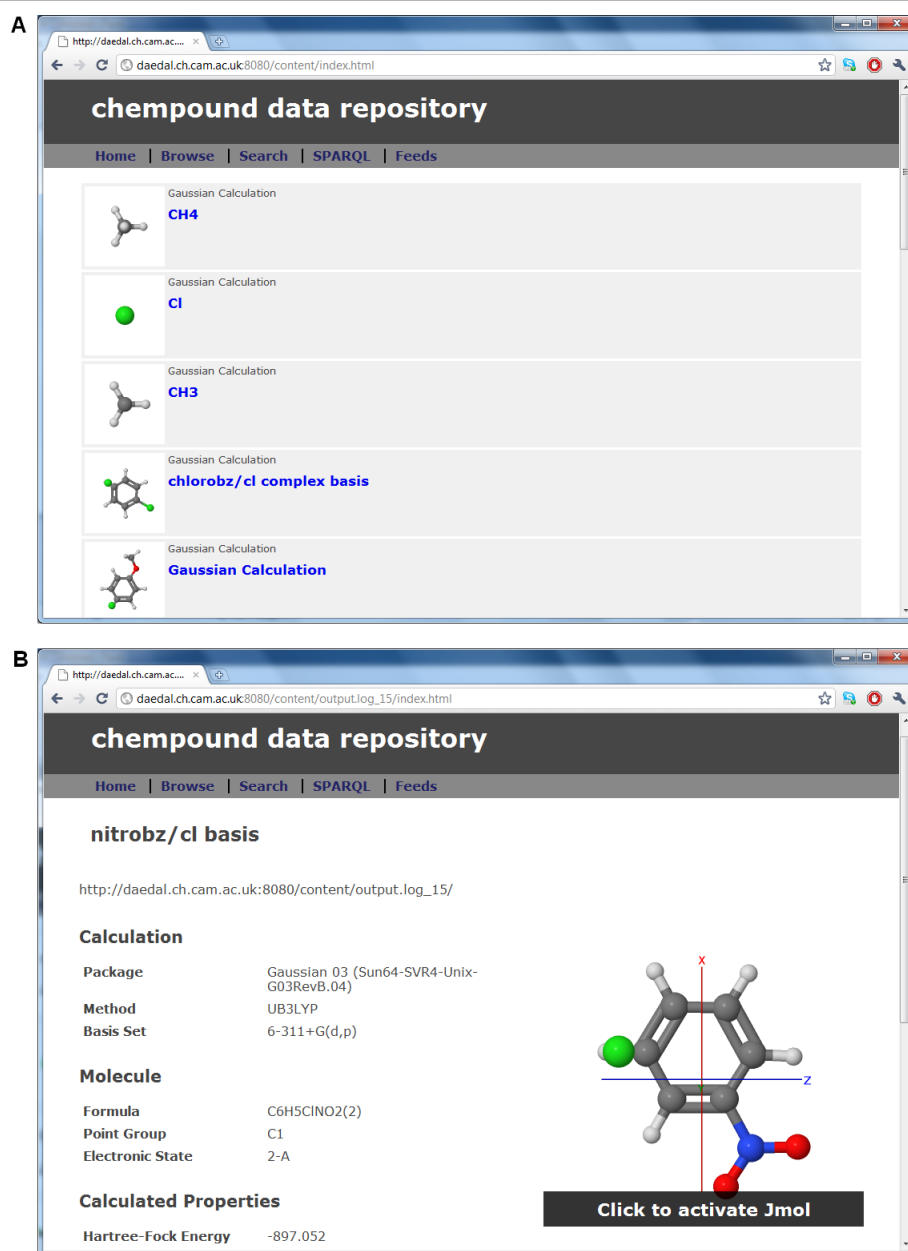 A
http://daedal.ch.cam.ac....
daedal.ch.cam.ac.uk:8080/content/index.html
chempound data repository
Home | Browse | Search | SPARQL | Feeds
Gaussian Calculation
CH4
Gaussian Calculation
Cl
Gaussian Calculation
CH3
Gaussian Calculation
chlorobz/cl complex basis
Gaussian Calculation
Gaussian Calculation
B
http://daedal.ch.cam.ac....
daedal.ch.cam.ac.uk:8080/content/output.log_15/index.html
chempound data repository
Home | Browse | Search | SPARQL | Feeds
nitrobz/cl basis
http://daedal.ch.cam.ac.uk:8080/content/output.log_15/
Calculation
Package Gaussian 03 (Sun64-SVR4-Unix-
G03RevB.04)
Method UB3LYP
Basis Set 6-311+G(d,p)
Molecule
Formula C6H5ClNO2(2)
Point Group C1
Electronic State 2-A
Calculated Properties
Hartree-Fock Energy -897.052
X
Z
Click to activate Jmol